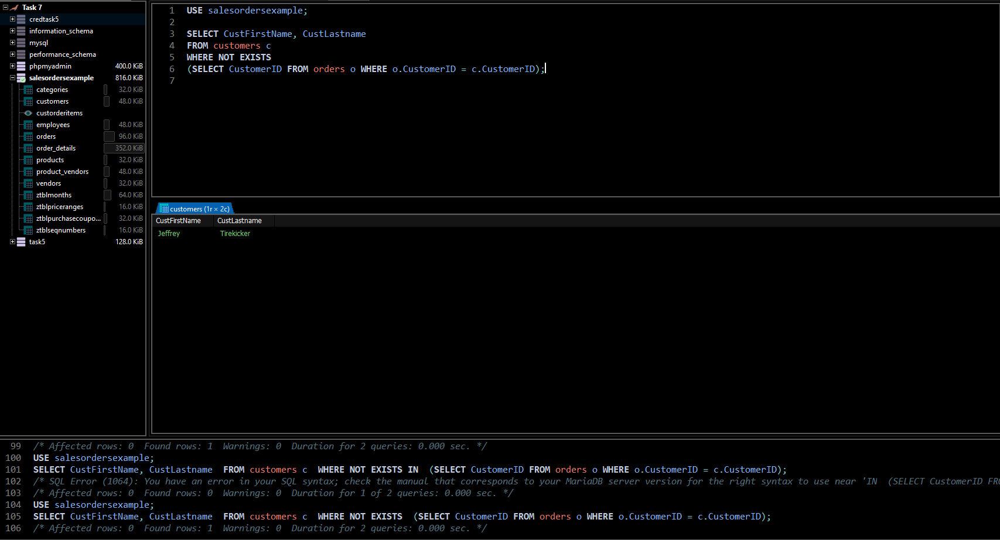 Task 7
credtask5
information_schema
mysql
performance_schema
phpmyadmin 400.0 KiB
salesordersexample 816.0 KiB
categories 32.0 KiB
customers 48.0 KiB
custorderitems
employees 48.0 KiB
orders 96.0 KiB
order_details 352.0 KiB
products 32.0 KiB
product_vendors 48.0 KiB
vendors 32.0 KiB
ztblmonths 64.0 KiB
ztblpriceranges 16.0 KiB
ztblpurchasecoupo... 32.0 KiB
ztblseqnumbers 16.0 KiB
task5 128.0 KiB
1 USE salesordersexample;
2
3 SELECT CustFirstName, CustLastname
4 FROM customers c
5 WHERE NOT EXISTS
6 (SELECT CustomerID FROM orders o WHERE o.CustomerID = c.CustomerID);
7
customers (1r × 2c)
CustFirstName CustLastname
Jeffrey Tirekicker
99 /* Affected rows: 0  Found rows: 1  Warnings: 0  Duration for 2 queries: 0.000 sec. */
100 USE salesordersexample;
101 SELECT CustFirstName, CustLastname  FROM customers c  WHERE NOT EXISTS IN  (SELECT CustomerID FROM orders o WHERE o.CustomerID = c.CustomerID);
102 /* SQL Error (1064): You have an error in your SQL syntax; check the manual that corresponds to your MariaDB server version for the right syntax to use near 'IN  (SELECT CustomerID FRO
103 /* Affected rows: 0  Found rows: 0  Warnings: 0  Duration for 1 of 2 queries: 0.000 sec. */
104 USE salesordersexample;
105 SELECT CustFirstName, CustLastname  FROM customers c  WHERE NOT EXISTS  (SELECT CustomerID FROM orders o WHERE o.CustomerID = c.CustomerID);
106 /* Affected rows: 0  Found rows: 1  Warnings: 0  Duration for 2 queries: 0.000 sec. */